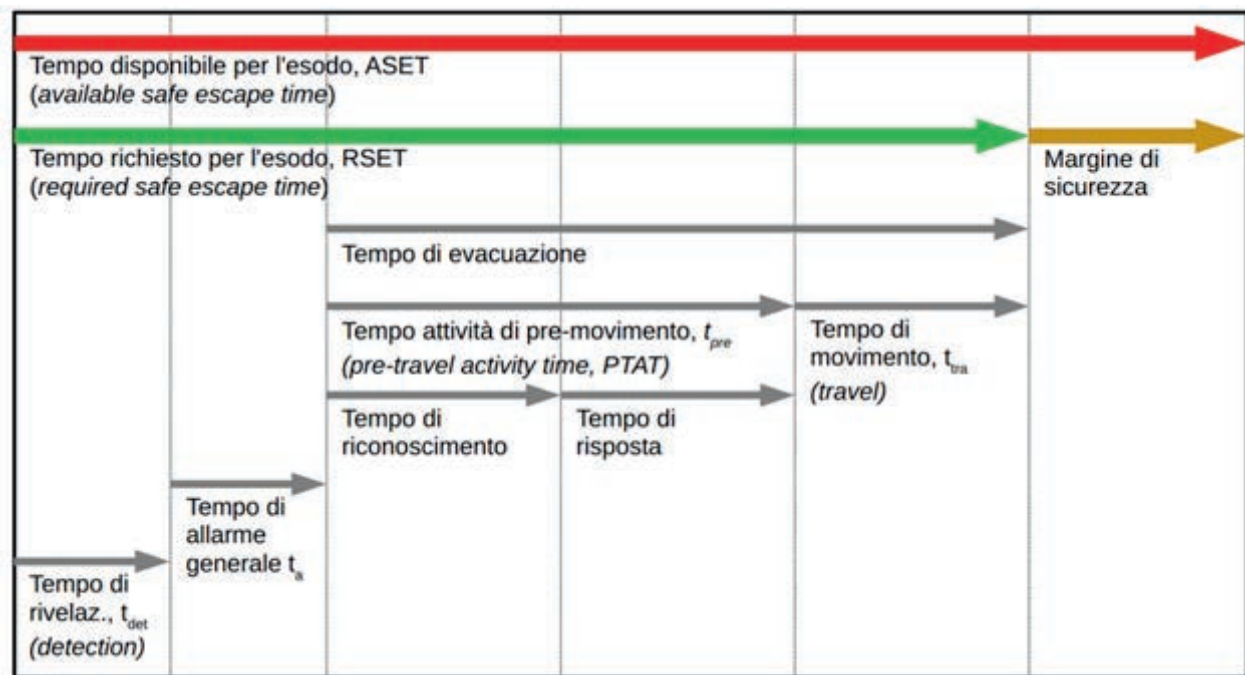 Tempo disponibile per l'esodo, ASET
(available safe escape time)
Tempo richiesto per l'esodo, RSET
(required safe escape time)
Margine di
sicurezza
Tempo di evacuazione
Tempo attività di pre-movimento, tpre
(pre-travel activity time, PTAT)
Tempo di
movimento, ttra
(travel)
Tempo di
riconoscimento
Tempo di
risposta
Tempo di
allarme
generale ta
Tempo di
rivelaz., tdet
(detection)